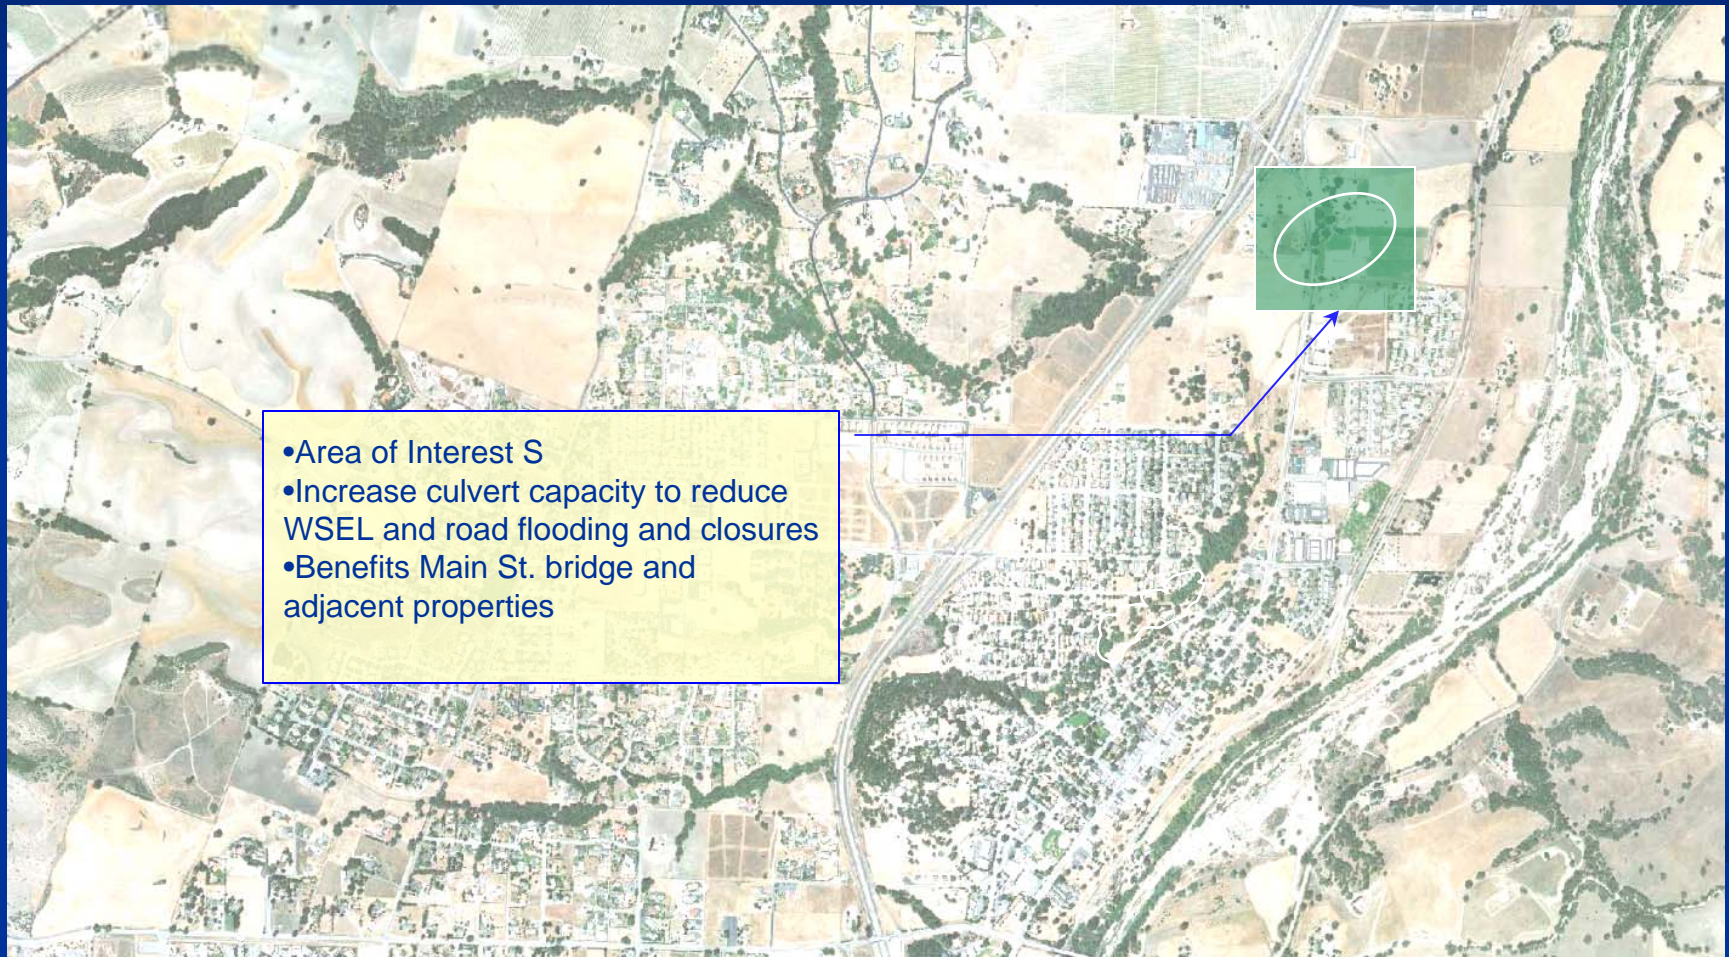 •Area of Interest S
•Increase culvert capacity to reduce
WSEL and road flooding and closures
•Benefits Main St. bridge and
adjacent properties